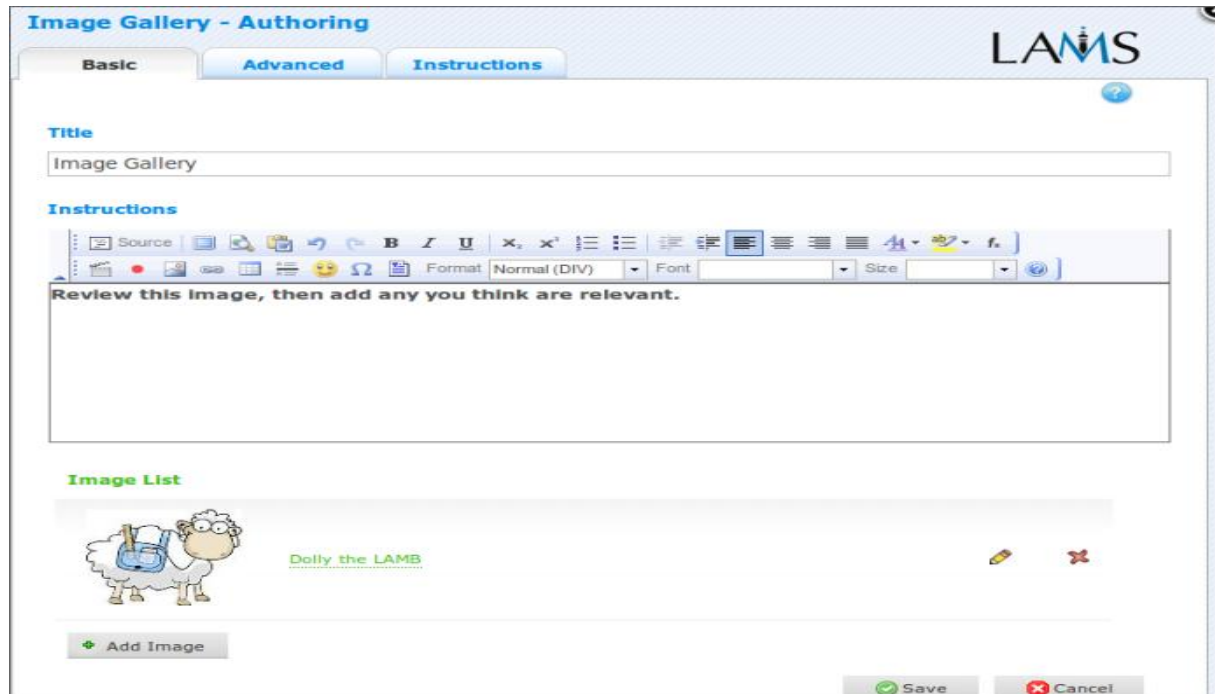 Image Gallery - Authoring
LAMS
Basic Advanced Instructions
Title
Image Gallery
Instructions
Source B I U
Format Normal (DIV) Font Size
Review this image, then add any you think are relevant.
Image List
Dolly the LAMB
Add Image
Save Cancel